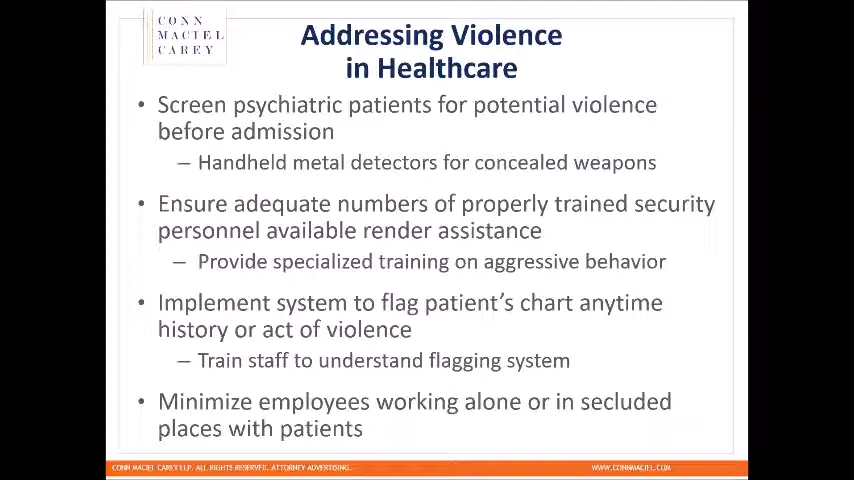 CONN
MACIEL
CAREY
Addressing Violence
in Healthcare
• Screen psychiatric patients for potential violence
before admission
– Handheld metal detectors for concealed weapons
• Ensure adequate numbers of properly trained security
personnel available render assistance
– Provide specialized training on aggressive behavior
• Implement system to flag patient's chart anytime
history or act of violence
– Train staff to understand flagging system
• Minimize employees working alone or in secluded
places with patients
CONN MACIEL CAREY LLP. ALL RIGHTS RESERVED. ATTORNEY ADVERTISING.
WWW.CONNMACIEL.COM